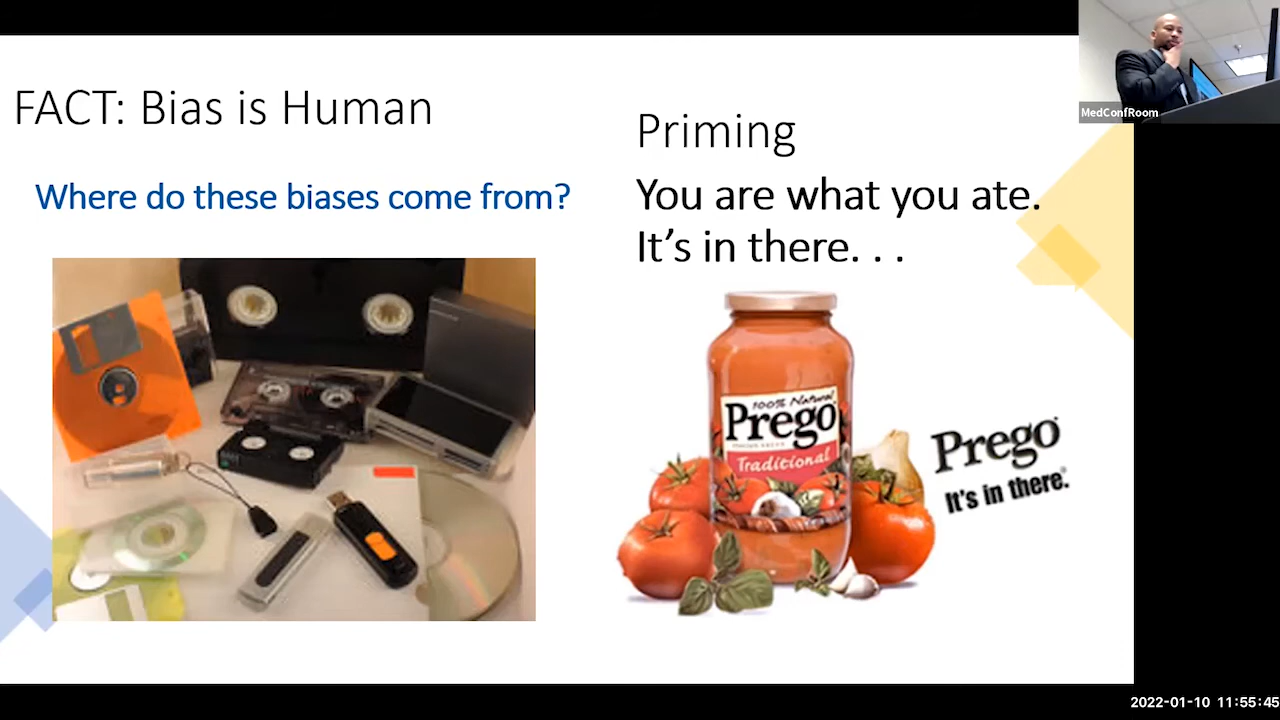 FACT: Bias is Human
Where do these biases come from?
Priming
You are what you ate.
It's in there. . .
100% Natural
Prego
Traditional
Prego
It's in there.
MedConfRoom
2022-01-10 11:55:45